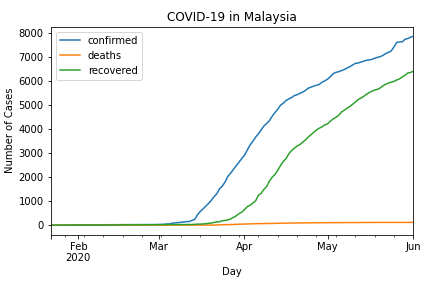 COVID-19 in Malaysia
confirmed
deaths
recovered
8000
7000
6000
5000
4000
3000
2000
1000
0
Number of Cases
Feb
2020
Mar
Apr
May
Jun
Day